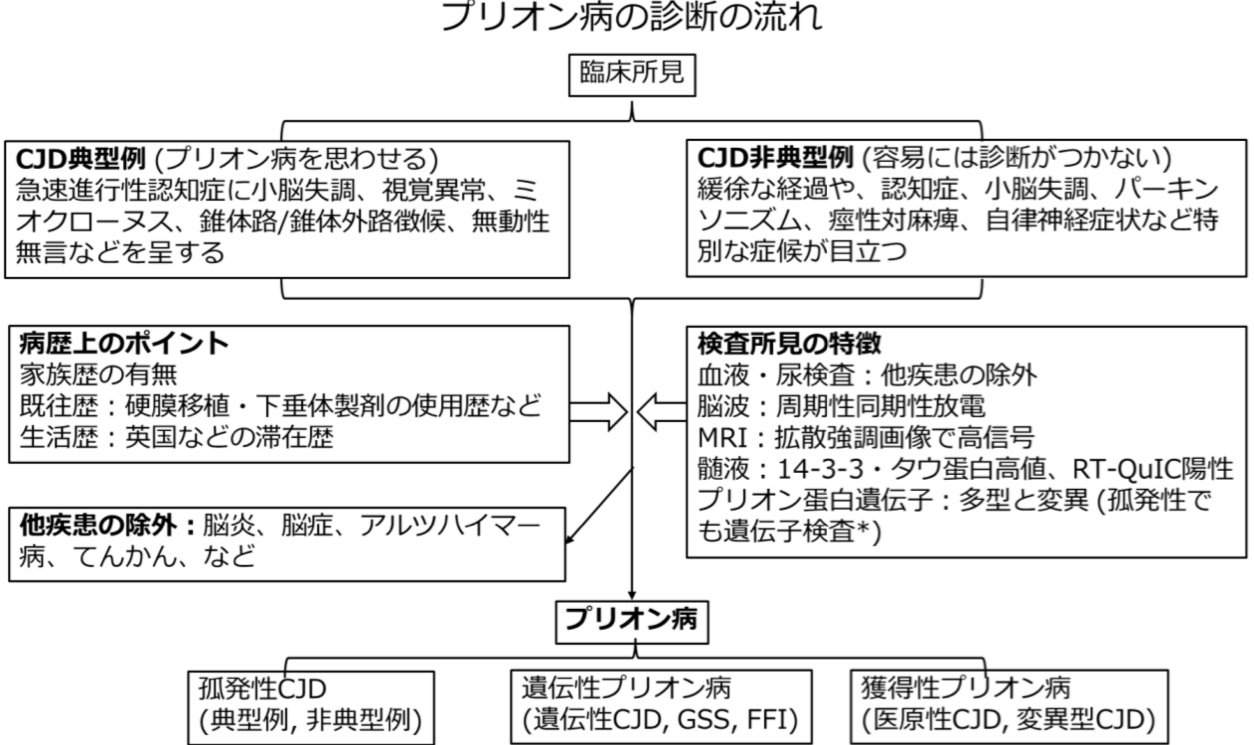 プリオン病の診断の流れ
臨床所見
CJD典型例 (プリオン病を思わせる)
急速進行性認知症に小脳失調、視覚異常、ミ
オクローヌス、錐体路/錐体外路徴候、無動性
無言などを呈する
CJD非典型例 (容易には診断がつかない)
緩徐な経過や、認知症、小脳失調、パーキン
ソニズム、痙性対麻痺、自律神経症状など特
別な症候が目立つ
病歴上のポイント
家族歴の有無
既往歴：硬膜移植・下垂体製剤の使用歴など
生活歴：英国などの滞在歴
検査所見の特徴
血液・尿検査：他疾患の除外
脳波：周期性同期性放電
MRI：拡散強調画像で高信号
髄液：14-3-3・タウ蛋白高値、RT-QuIC陽性
プリオン蛋白遺伝子：多型と変異 (孤発性で
も遺伝子検査*)
他疾患の除外：脳炎、脳症、アルツハイマー
病、てんかん、など
プリオン病
孤発性CJD
(典型例, 非典型例)
遺伝性プリオン病
(遺伝性CJD, GSS, FFI)
獲得性プリオン病
(医原性CJD, 変異型CJD)